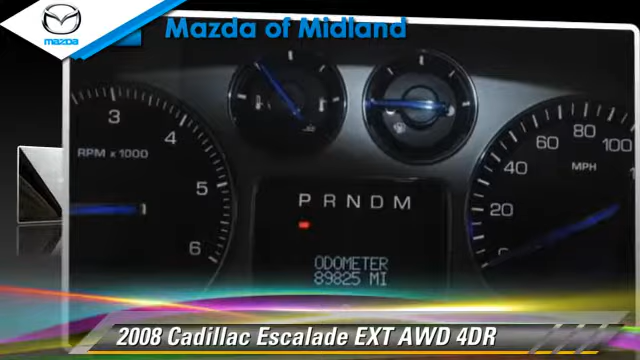 mazda
Mazda of Midland
3
4
5
6
RPM x 1000
P R N D M
ODOMETER
89825 MI
0
20
40
60
80
100
MPH
2008 Cadillac Escalade EXT AWD 4DR